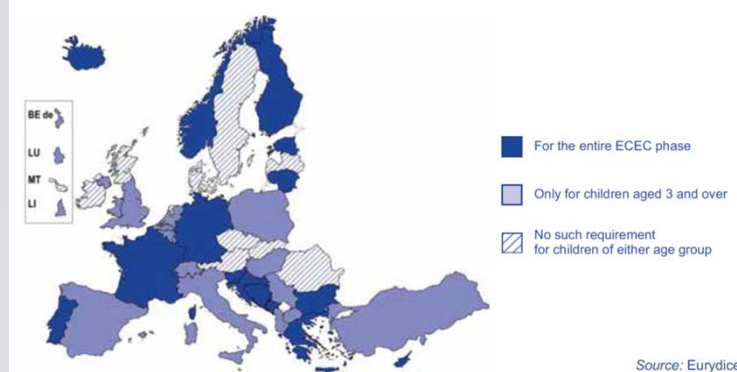 BE de
LU
MT
LI
For the entire ECEC phase
Only for children aged 3 and over
No such requirement
for children of either age group
Source: Eurydice